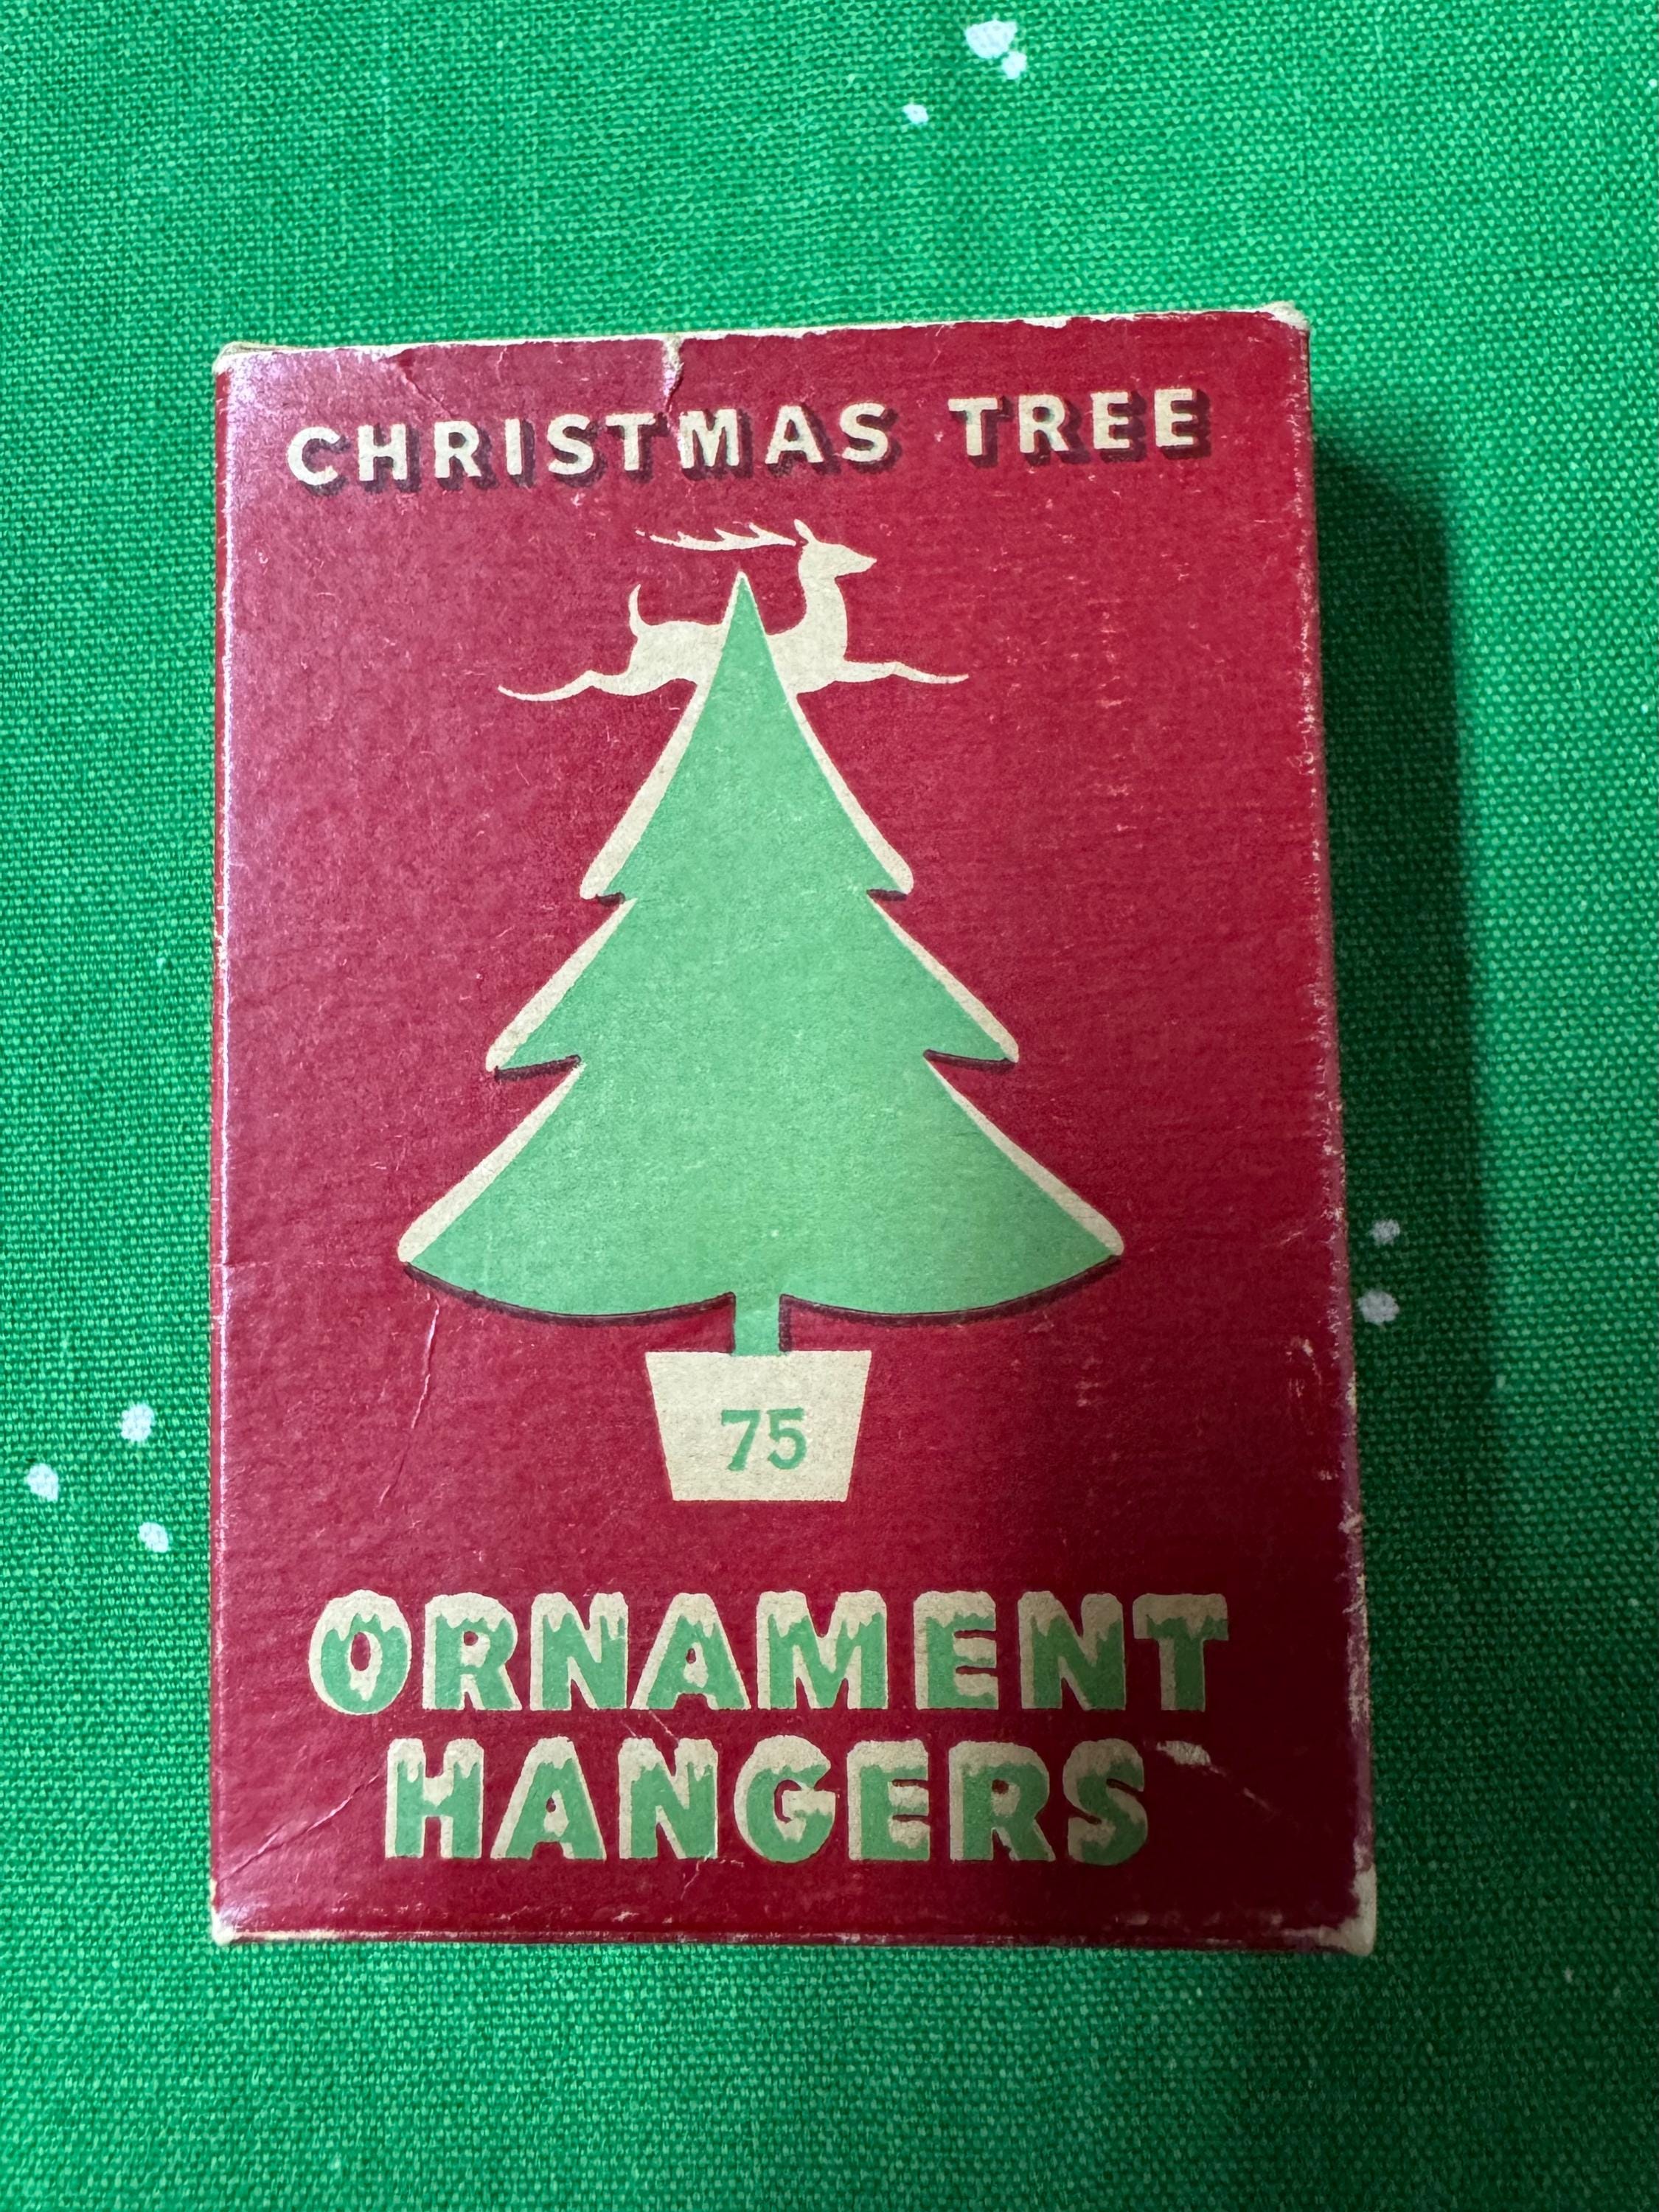 CHRISTMAS TREE
75
ORNAMENT
HANGERS